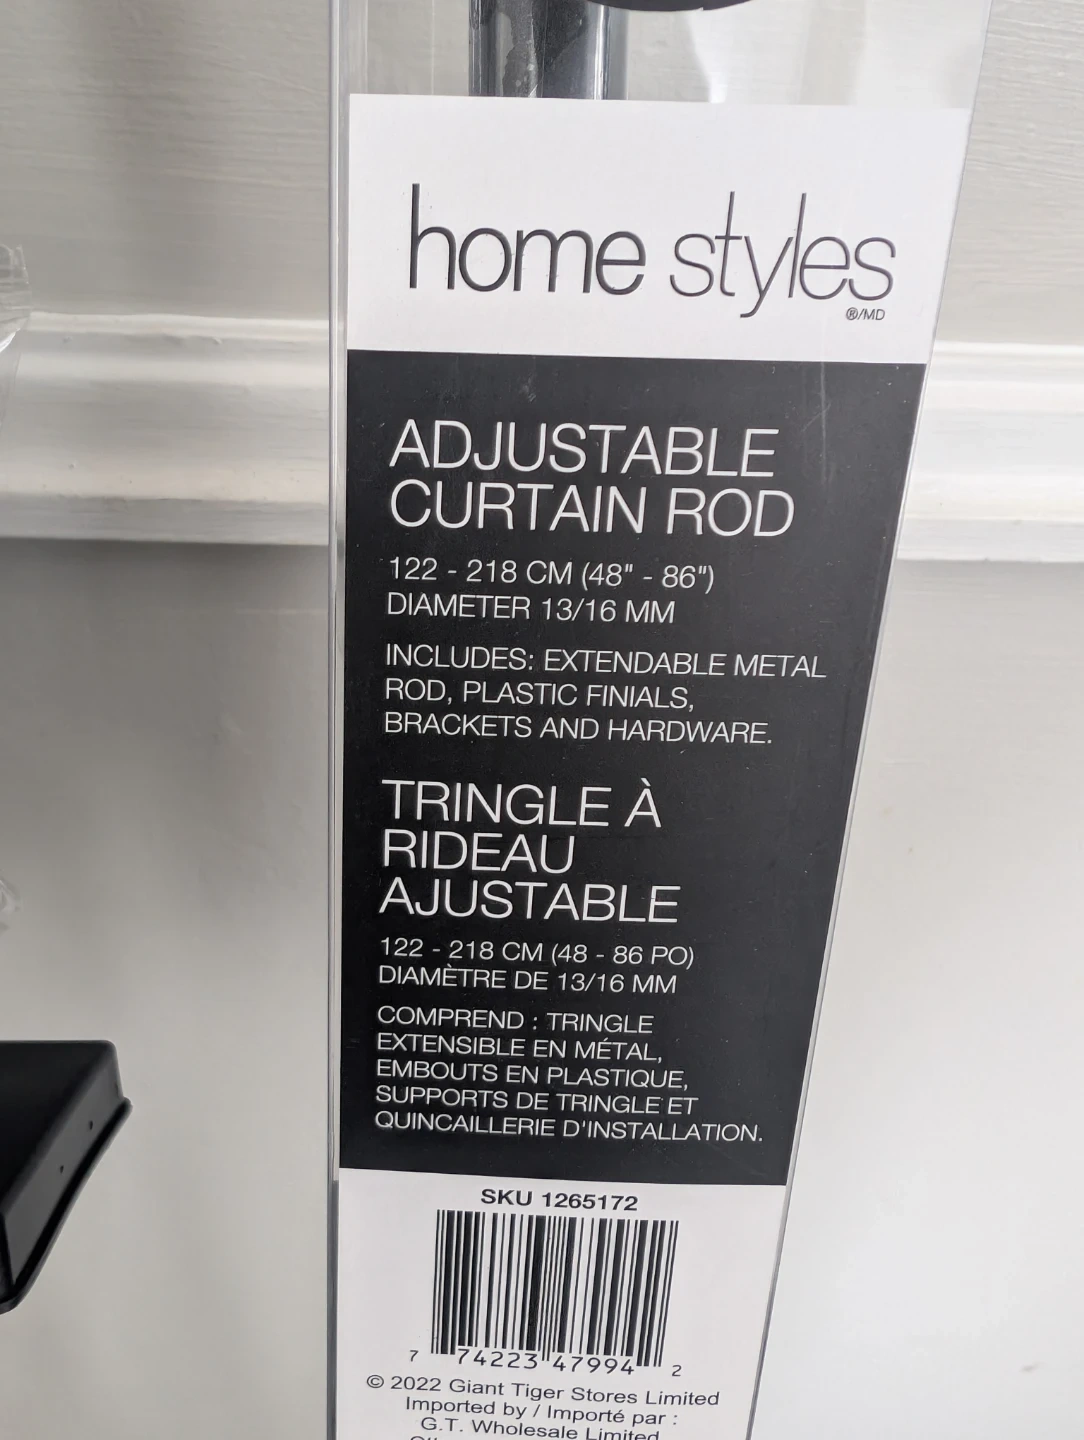 home styles
®/MD
ADJUSTABLE
CURTAIN ROD
122 - 218 CM (48" - 86")
DIAMETER 13/16 MM
INCLUDES: EXTENDABLE METAL
ROD, PLASTIC FINIALS,
BRACKETS AND HARDWARE.
TRINGLE À
RIDEAU
AJUSTABLE
122 - 218 CM (48 - 86 PO)
DIAMÈTRE DE 13/16 MM
COMPREND : TRINGLE
EXTENSIBLE EN MÉTAL,
EMBOUTS EN PLASTIQUE,
SUPPORTS DE TRINGLE ET
QUINCAILLERIE D'INSTALLATION.
SKU 1265172
7 74223 47994 2
© 2022 Giant Tiger Stores Limited
Imported by / Importé par :
G.T. Wholesale Limited